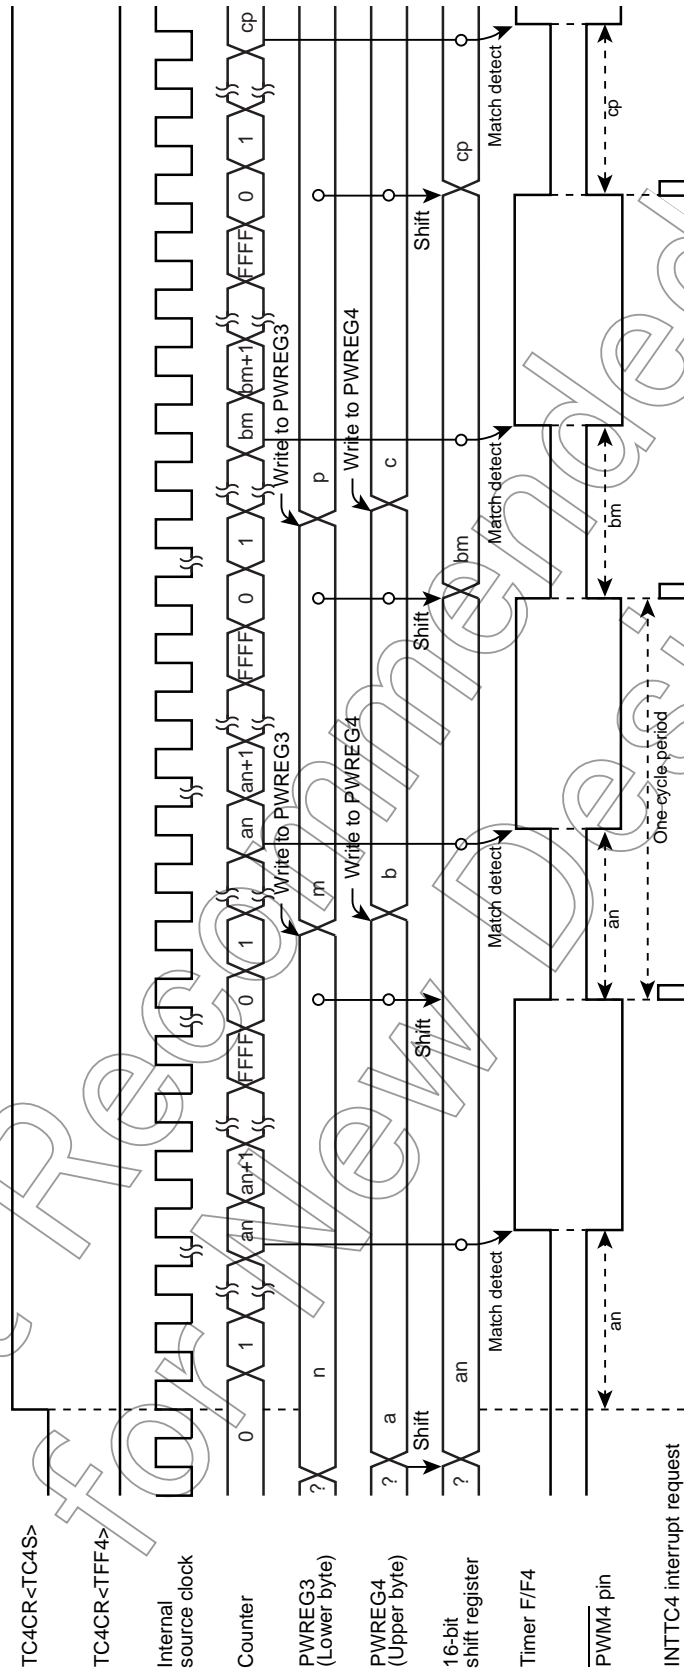 TC4CR<TC4S>
TC4CR<TFF4>
Internal
source clock
Counter 0 1 an an+1 FFFF 0 1 an an+1 FFFF 0 1 bm bm+1 FFFF 0 1 cp
Write to PWREG3 Write to PWREG3
PWREG3
(Lower byte) ? n m p
Write to PWREG4 Write to PWREG4
PWREG4
(Upper byte) ? a b c
Shift Shift Shift Shift
16-bit
shift register ? an bm cp
Match detect Match detect Match detect Match detect
Timer F/F4
PWM4 pin an an bm cp
One cycle period
INTTC4 interrupt request
Recommended
for New Desi